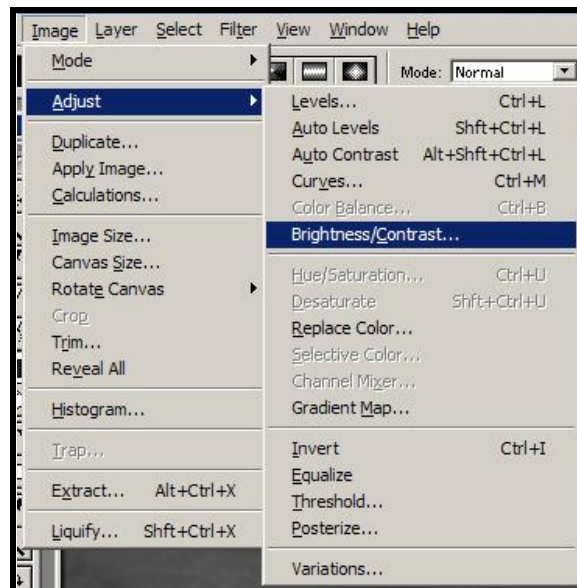 Image Layer Select Filter View Window Help
Mode
Mode: Normal
Adjust
Duplicate...
Apply Image...
Calculations...
Image Size...
Canvas Size...
Rotate Canvas
Crop
Trim...
Reveal All
Histogram...
Trap...
Extract... Alt+Ctrl+X
Liquify... Shft+Ctrl+X
Levels... Ctrl+L
Auto Levels Shft+Ctrl+L
Auto Contrast Alt+Shft+Ctrl+L
Curves... Ctrl+M
Color Balance... Ctrl+B
Brightness/Contrast...
Hue/Saturation... Ctrl+U
Desaturate Shft+Ctrl+U
Replace Color...
Selective Color...
Channel Mixer...
Gradient Map...
Invert Ctrl+I
Equalize
Threshold...
Posterize...
Variations...